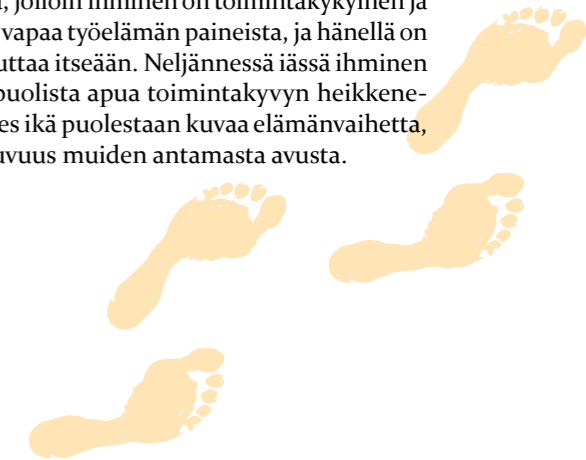 , jolloin ihminen on toimintakykyinen ja
vapaa työelämän paineista, ja hänellä on
uttaa itseään. Neljännessä iässä ihminen
puolista apua toimintakyvyn heikkene-
es ikä puolestaan kuvaa elämänvaihetta,
uvuus muiden antamasta avusta.